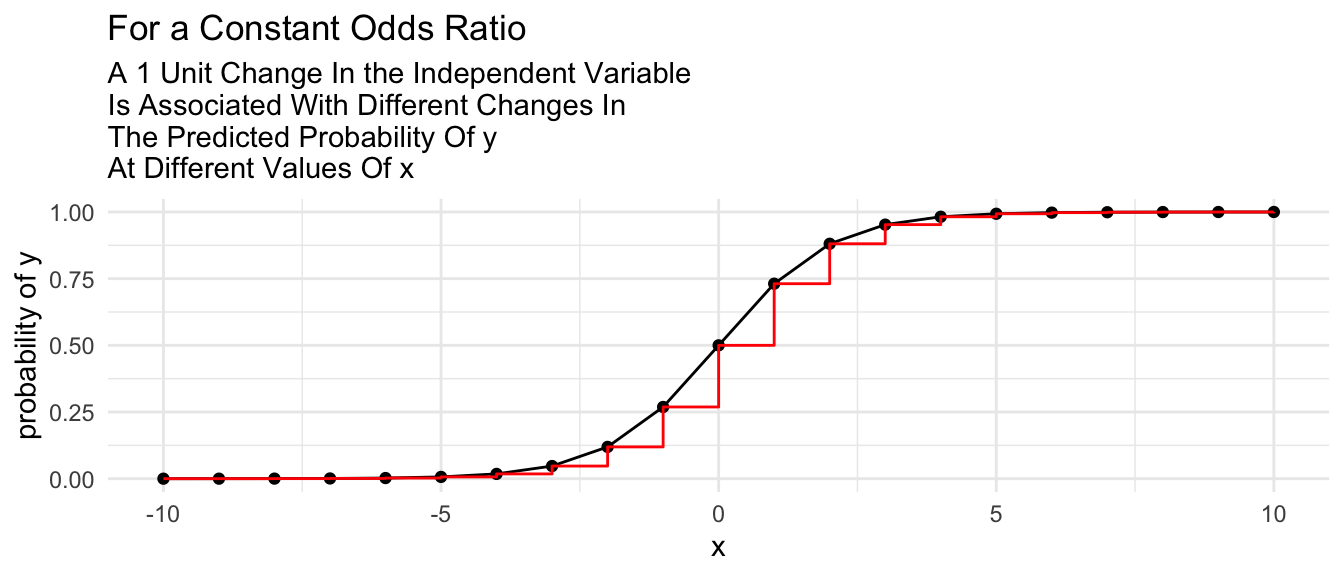 For a Constant Odds Ratio
A 1 Unit Change In the Independent Variable
Is Associated With Different Changes In
The Predicted Probability Of y
At Different Values Of x
probability of y
1.00
0.75
0.50
0.25
0.00
-10
-5
0
5
10
x